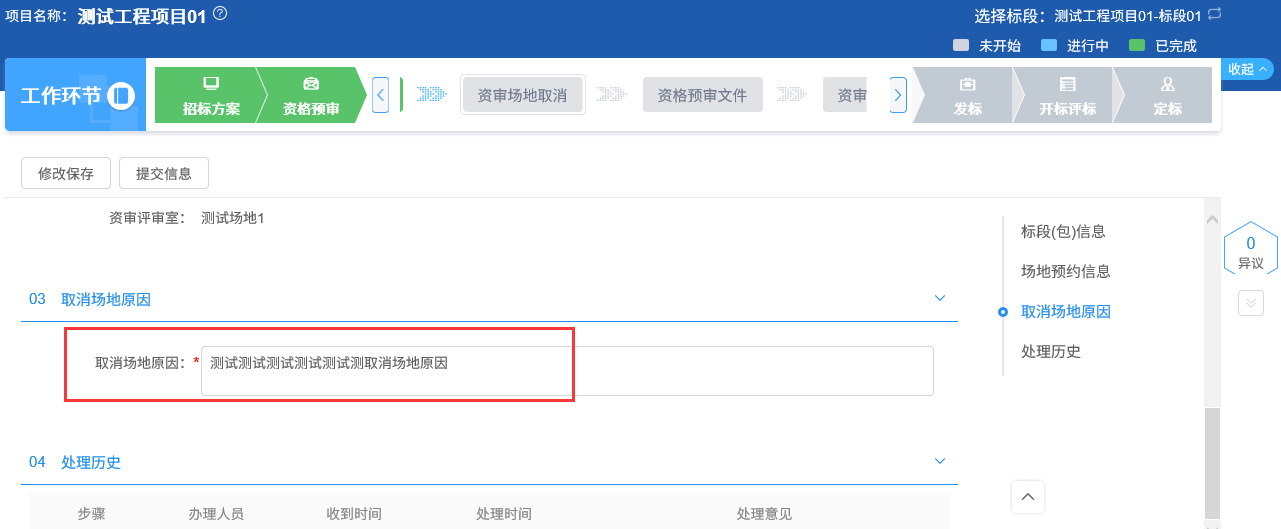 项目名称： 测试工程项目01
选择标段： 测试工程项目01-标段01
未开始 进行中 已完成
收起
工作环节
招标方案
资格预审
资审场地取消
资格预审文件
资审
发标
开标评标
定标
修改保存
提交信息
资审评审室： 测试场地1
03 取消场地原因
取消场地原因：* 测试测试测试测试测试测取消场地原因
04 处理历史
步骤 办理人员 收到时间 处理时间 处理意见
标段(包)信息
场地预约信息
取消场地原因
处理历史
0
异议